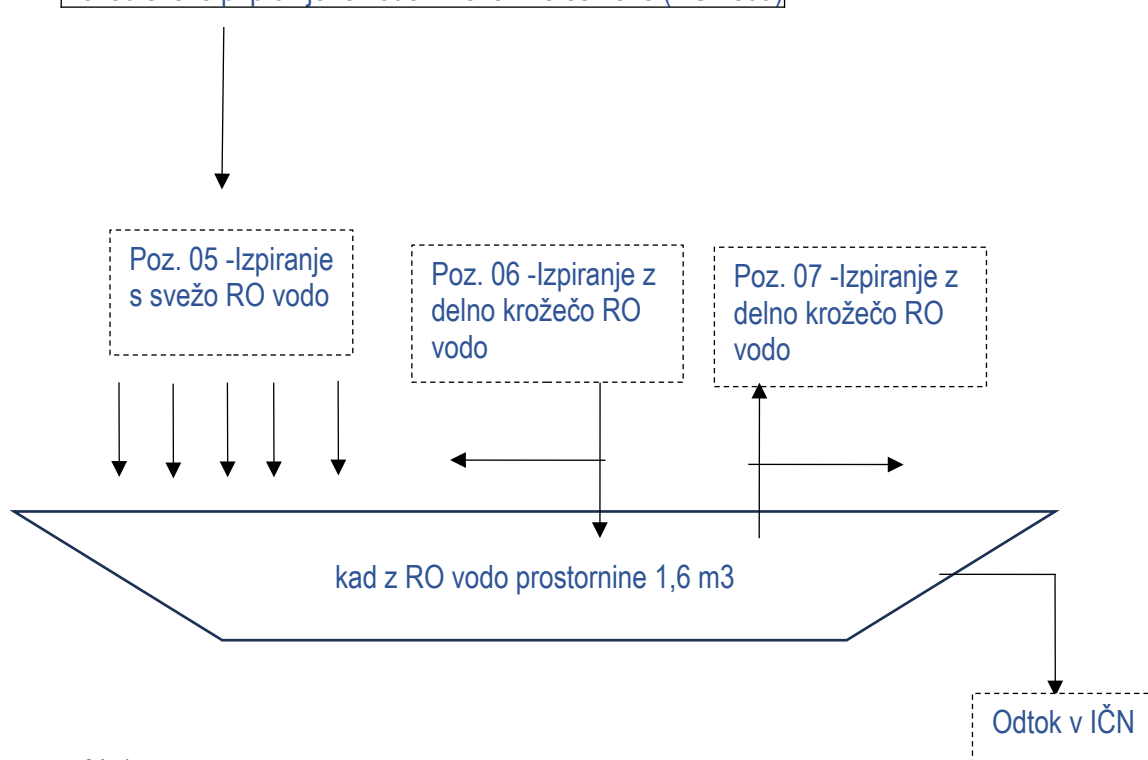 Poz. 05 -Izpiranje
s svežo RO vodo
Poz. 06 -Izpiranje z
delno krožečo RO
vodo
Poz. 07 -Izpiranje z
delno krožečo RO
vodo
kad z RO vodo prostornine 1,6 m3
Odtok v IČN